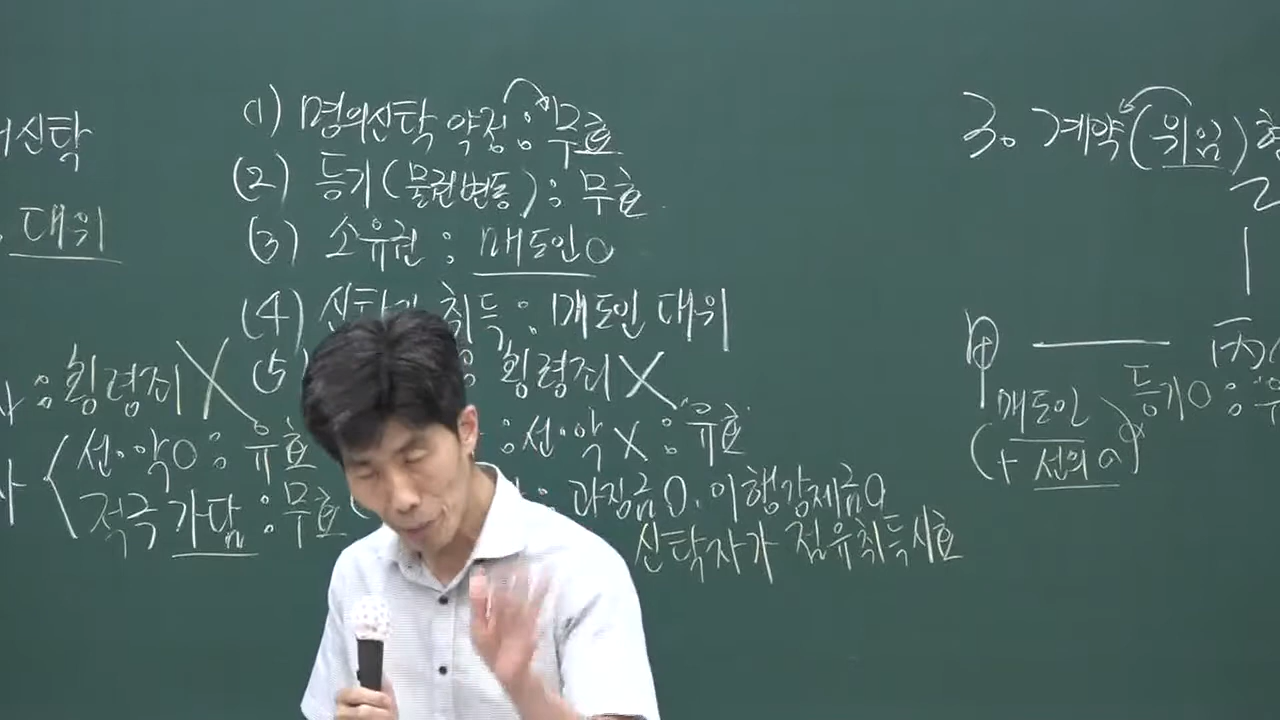 신탁
대위
횡령죄X
선·악O : 유효
적극 가담 : 무효
(1) 명의신탁 약정 : 무효
(2) 등기(물권변동) : 무효
(3) 소유권 : 매도인O
(4) 신탁자 취득 : 매도인 대위
(5) : 횡령죄X
: 선·악X : 유효
: 과징금O. 이행강제금O
신탁자가 점유취득시효
3. 계약(위임)
2
매도인
(+ 선의O)
등기O :